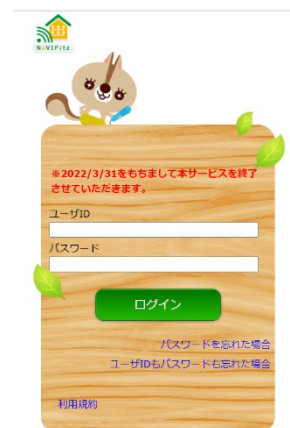 NAVIFitz
※2022/3/31をもちまして本サービスを終了
させていただきます。
ユーザID
パスワード
ログイン
パスワードを忘れた場合
ユーザIDもパスワードも忘れた場合
利用規約